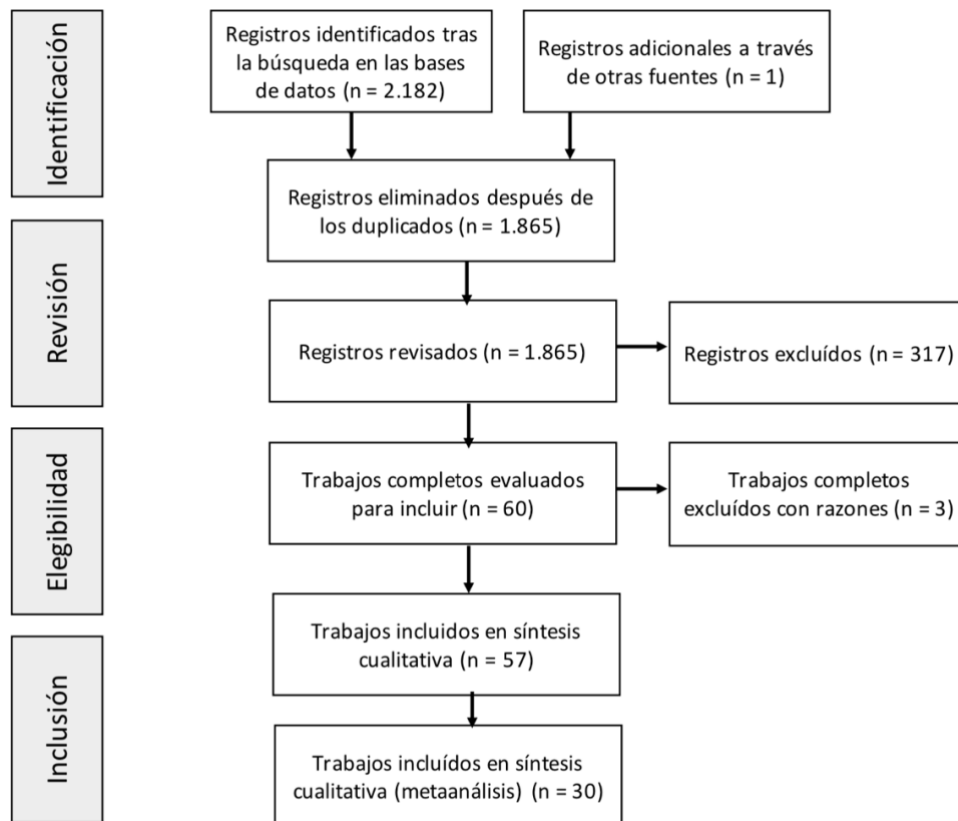 Identificación
Registros identificados tras
la búsqueda en las bases
de datos (n = 2.182)
Registros adicionales a través
de otras fuentes (n = 1)
Registros eliminados después de
los duplicados (n = 1.865)
Revisión
Registros revisados (n = 1.865)
Registros excluídos (n = 317)
Elegibilidad
Trabajos completos evaluados
para incluir (n = 60)
Trabajos completos
excluídos con razones (n = 3)
Inclusión
Trabajos incluidos en síntesis
cualitativa (n = 57)
Trabajos incluídos en síntesis
cualitativa (metaanálisis) (n = 30)